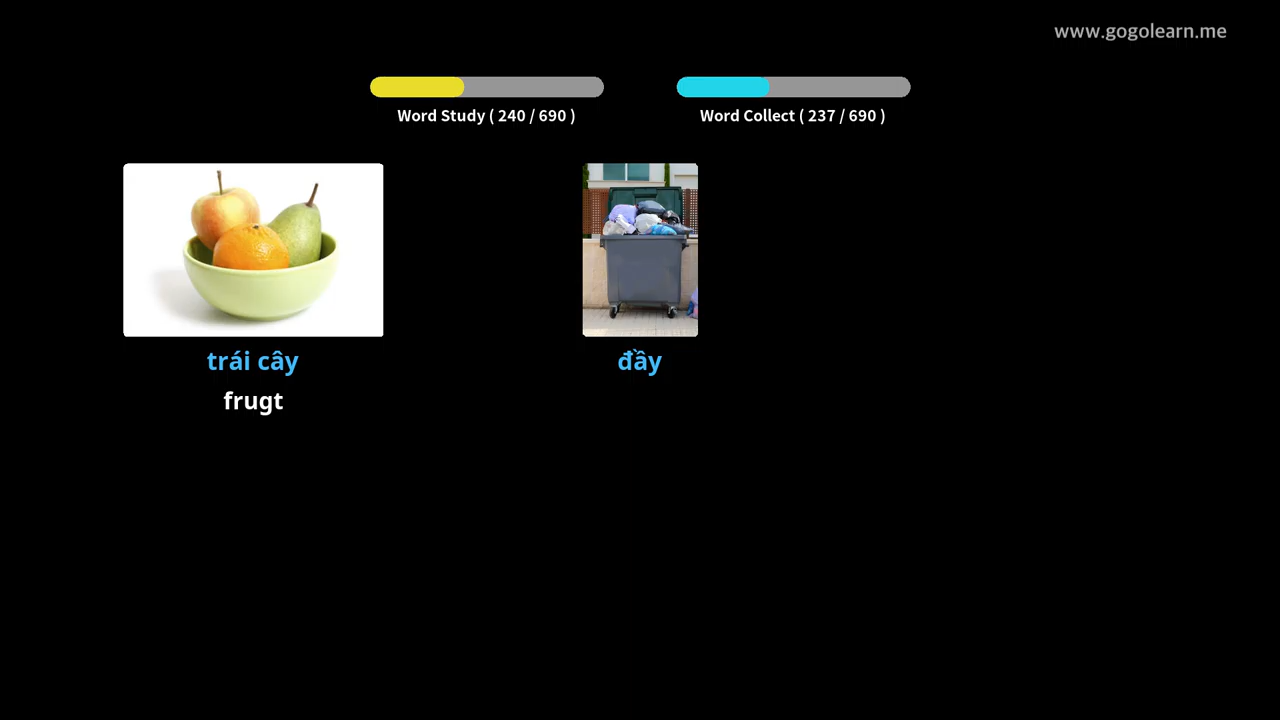 www.gogolearn.me
Word Study ( 240 / 690 )
Word Collect ( 237 / 690 )
trái cây
frugt
đầy